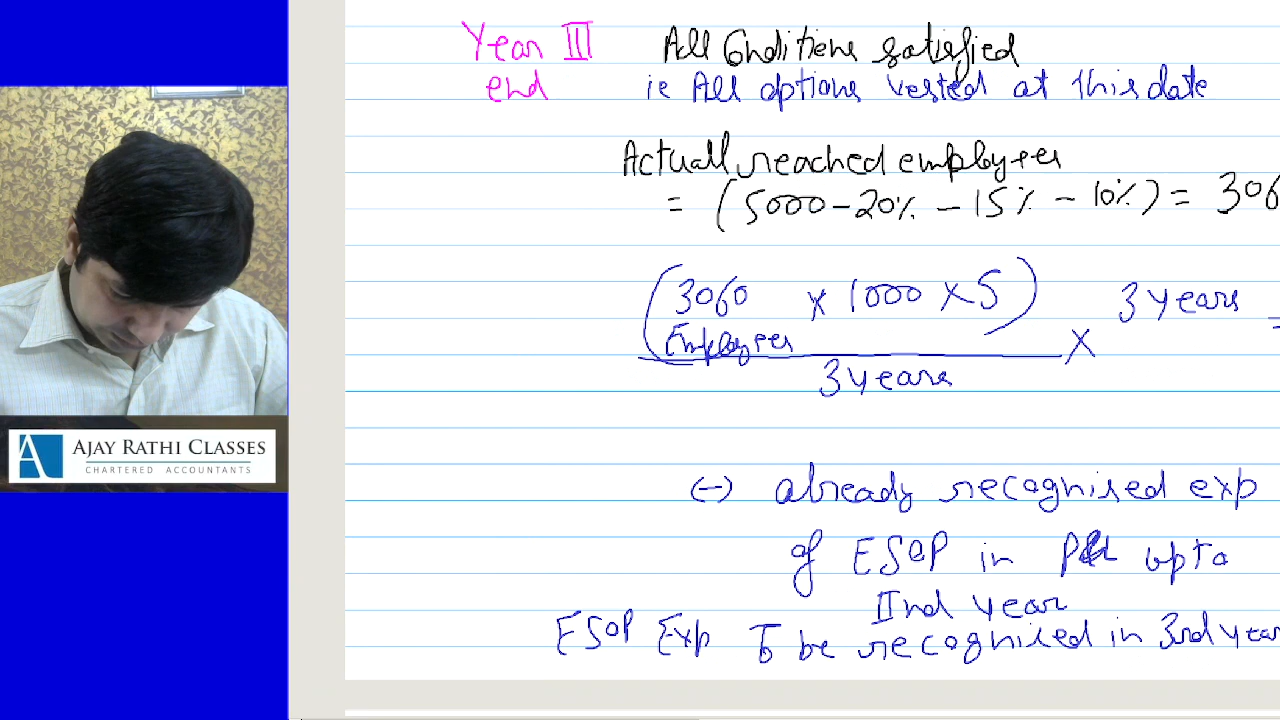 Year III All Conditions satisfied
end ie All options vested at this date
Actuall reached employees
= (5000-20% - 15% - 10%) = 306
(3060 x 1000 x 5) x 3 years
Employees
3 years
(-) already recognised exp
of ESOP in P&L upto
IInd year
ESOP Exp To be recognised in 3rd year
AJAY RATHI CLASSES
CHARTERED ACCOUNTANTS